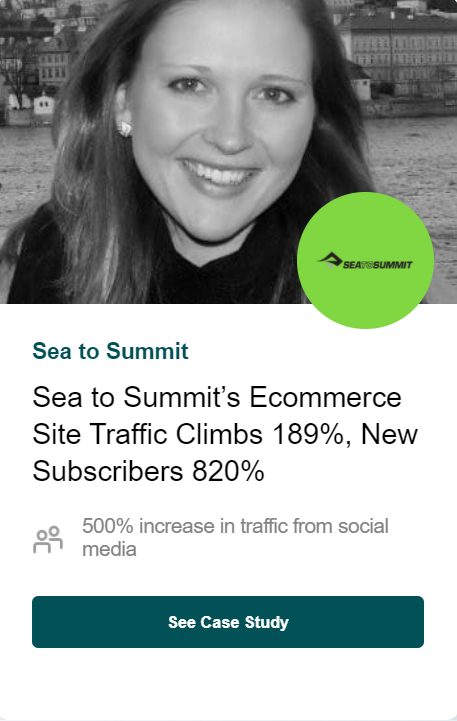 SEATOSUMMIT
Sea to Summit
Sea to Summit’s Ecommerce
Site Traffic Climbs 189%, New
Subscribers 820%
500% increase in traffic from social
media
See Case Study